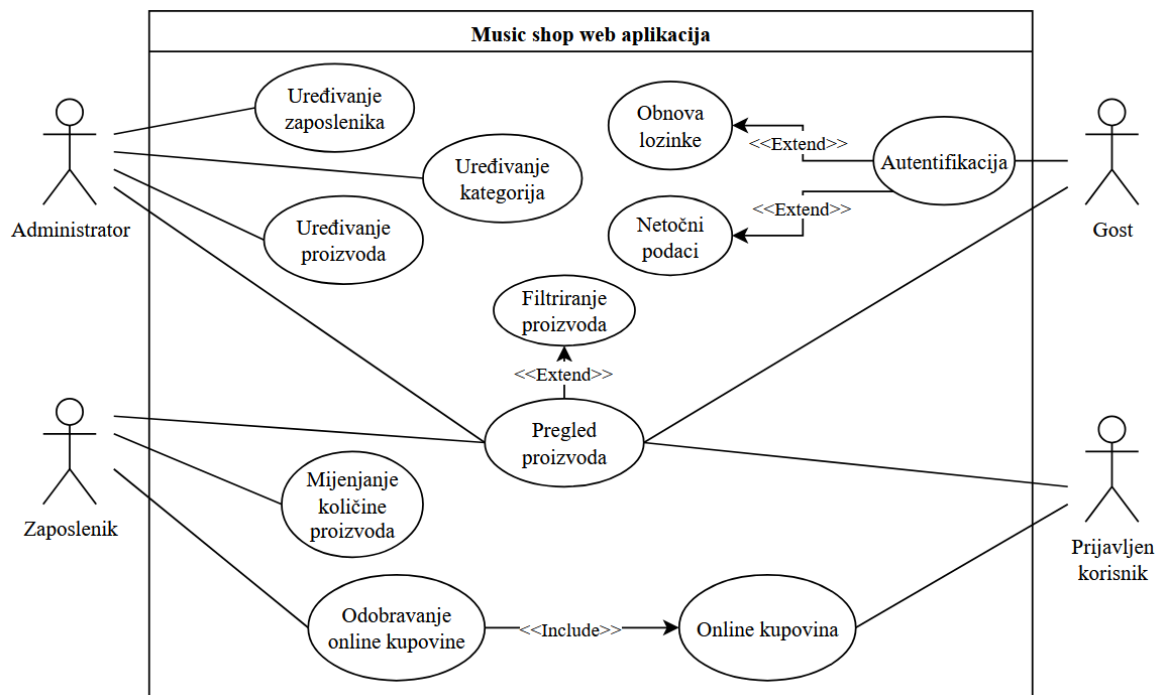 Music shop web aplikacija
Uređivanje
zaposlenika
Obnova
lozinke
<<Extend>>
Autentifikacija
Uređivanje
kategorija
Administrator
Uređivanje
proizvoda
<<Extend>>
Netočni
podaci
Gost
Filtriranje
proizvoda
<<Extend>>
Pregled
proizvoda
Mijenjanje
količine
proizvoda
Zaposlenik
Prijavljen
korisnik
Odobravanje
online kupovine
<<Include>>
Online kupovina